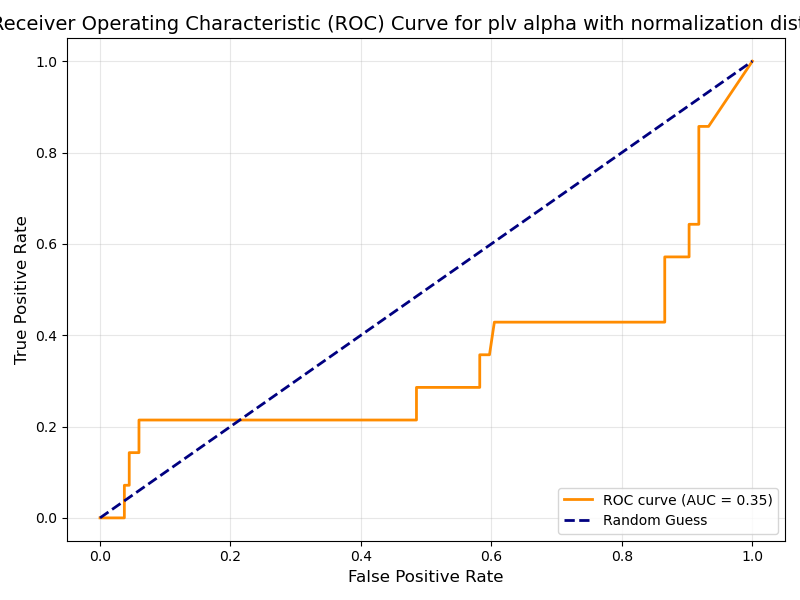 Receiver Operating Characteristic (ROC) Curve for plv alpha with normalization dist
1.0
0.8
0.6
0.4
0.2
0.0
True Positive Rate
0.0 0.2 0.4 0.6 0.8 1.0
False Positive Rate
ROC curve (AUC = 0.35)
Random Guess